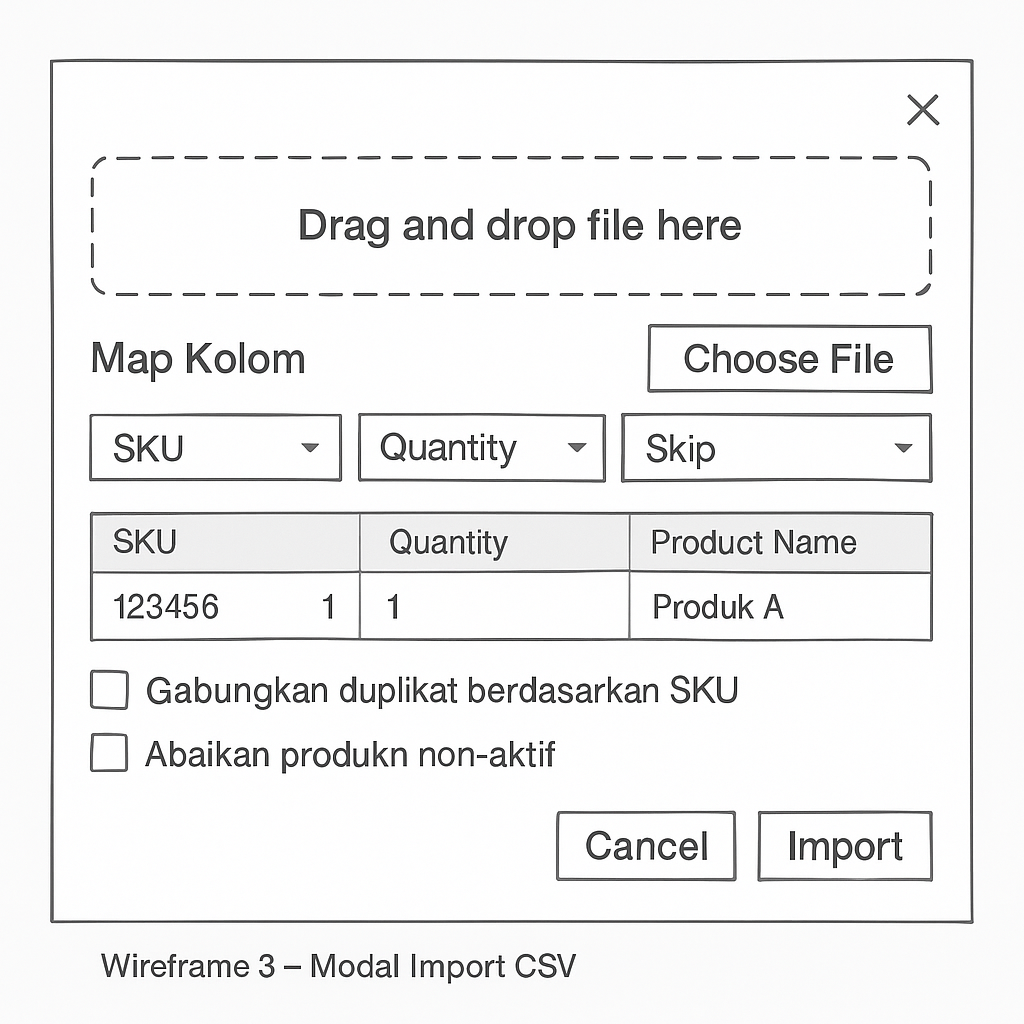 Drag and drop file here
Map Kolom
Choose File
SKU
Quantity
Skip
SKU Quantity Product Name
123456 1 1 Produk A
Gabungkan duplikat berdasarkan SKU
Abaikan produkn non-aktif
Cancel
Import
Wireframe 3 – Modal Import CSV